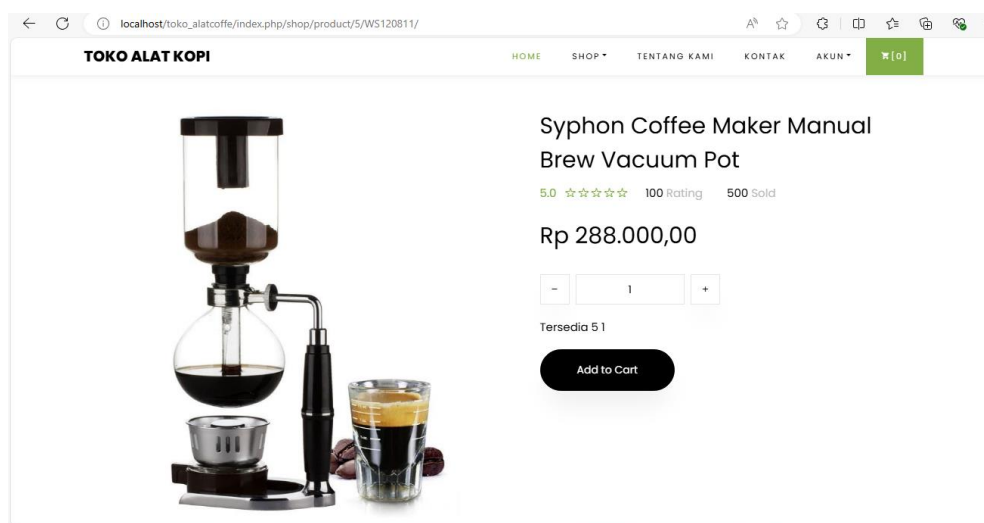 localhost/toko_alatcoffe/index.php/shop/product/5/WS120811/
TOKO ALAT KOPI
HOME SHOP TENTANG KAMI KONTAK AKUN [0]
Syphon Coffee Maker Manual
Brew Vacuum Pot
5.0 ☆☆☆☆☆ 100 Rating 500 Sold
Rp 288.000,00
- 1 +
Tersedia 5 1
Add to Cart